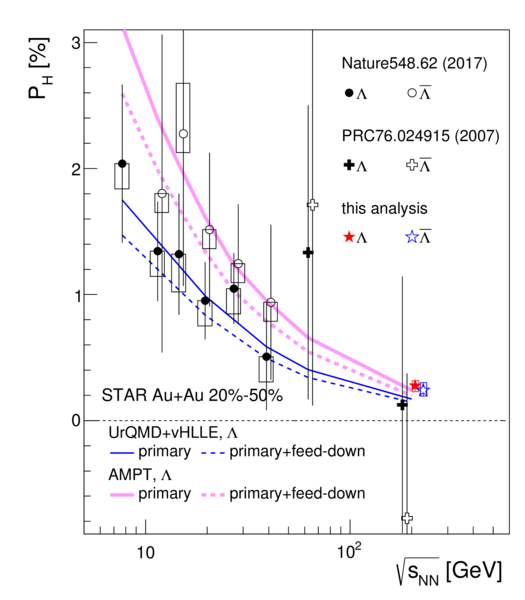 P_H [%]
3
2
1
0
Nature548.62 (2017)
Λ Λ̅
PRC76.024915 (2007)
Λ Λ̅
this analysis
Λ Λ̅
STAR Au+Au 20%-50%
UrQMD+vHLLE, Λ
primary primary+feed-down
AMPT, Λ
primary primary+feed-down
10 10²
√s_NN [GeV]